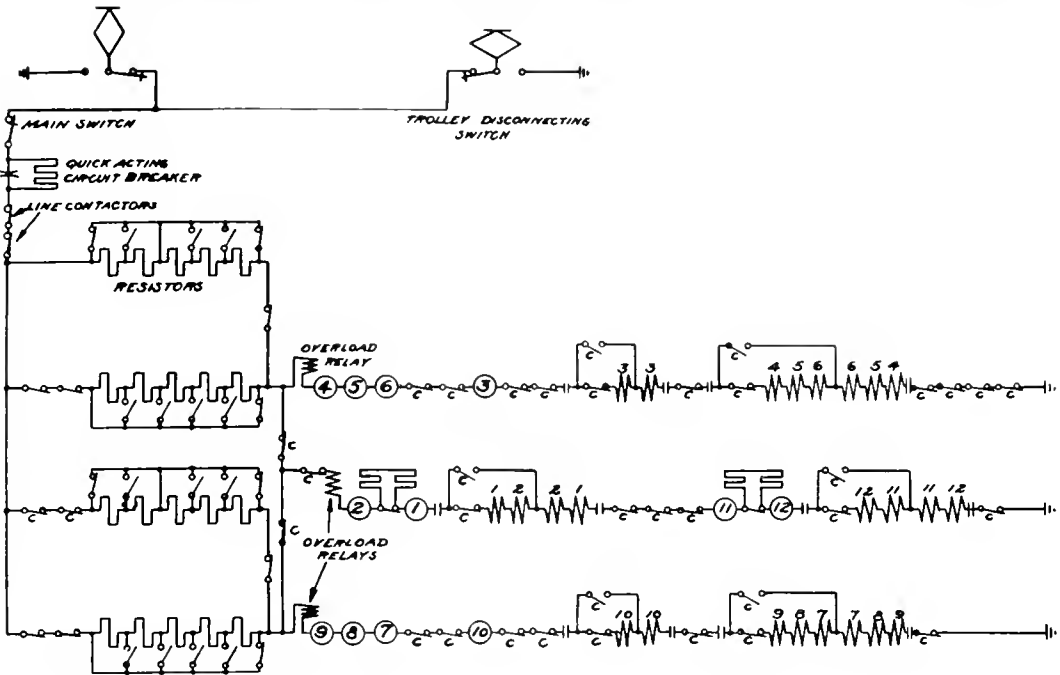 MAIN SWITCH
TROLLEY DISCONNECTING
SWITCH
QUICK ACTING
CIRCUIT BREAKER
LINE CONTACTORS
RESISTORS
OVERLOAD
RELAY
C 3 3 C 4 5 6 6 5 4
4 5 6 C C 3 C C C C C C C C C
C
C C 1 2 2 1 C 12 11 11 12
2 1 C C C C 11 12 C C
C C
C
OVERLOAD
RELAYS
C 10 10 C 9 8 7 7 8 9
9 8 7 C C 10 C C C C C C